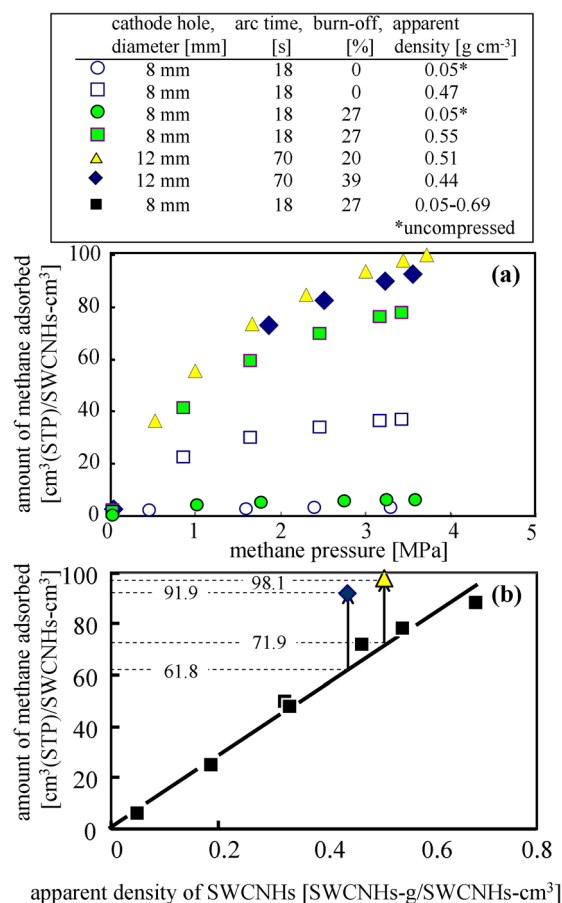 cathode hole, arc time, burn-off, apparent
diameter [mm] [s] [%] density [g cm-3]
8 mm 18 0 0.05*
8 mm 18 0 0.47
8 mm 18 27 0.05*
8 mm 18 27 0.55
12 mm 70 20 0.51
12 mm 70 39 0.44
8 mm 18 27 0.05-0.69
*uncompressed
amount of methane adsorbed
[cm³(STP)/SWCNHs-cm³]
100
(a)
80
60
40
20
0
0 1 2 3 4 5
methane pressure [MPa]
amount of methane adsorbed
[cm³(STP)/SWCNHs-cm³]
100
(b)
98.1
91.9
80
71.9
61.8
60
40
20
0
0 0.2 0.4 0.6 0.8
apparent density of SWCNHs [SWCNHs-g/SWCNHs-cm³]